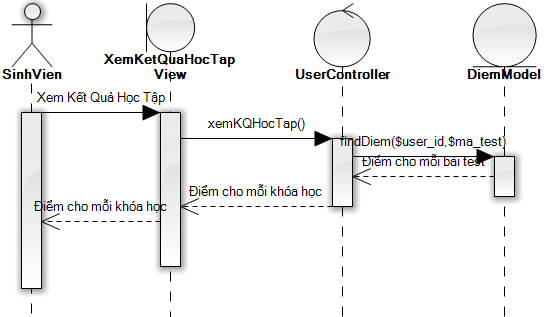 SinhVien
XemKetQuaHocTap
View
UserController
DiemModel
Xem Kết Quả Học Tập
xemKQHocTap()
findDiem($user_id,$ma_test)
Điểm cho mỗi bài test
Điểm cho mỗi khóa học
Điểm cho mỗi khóa học